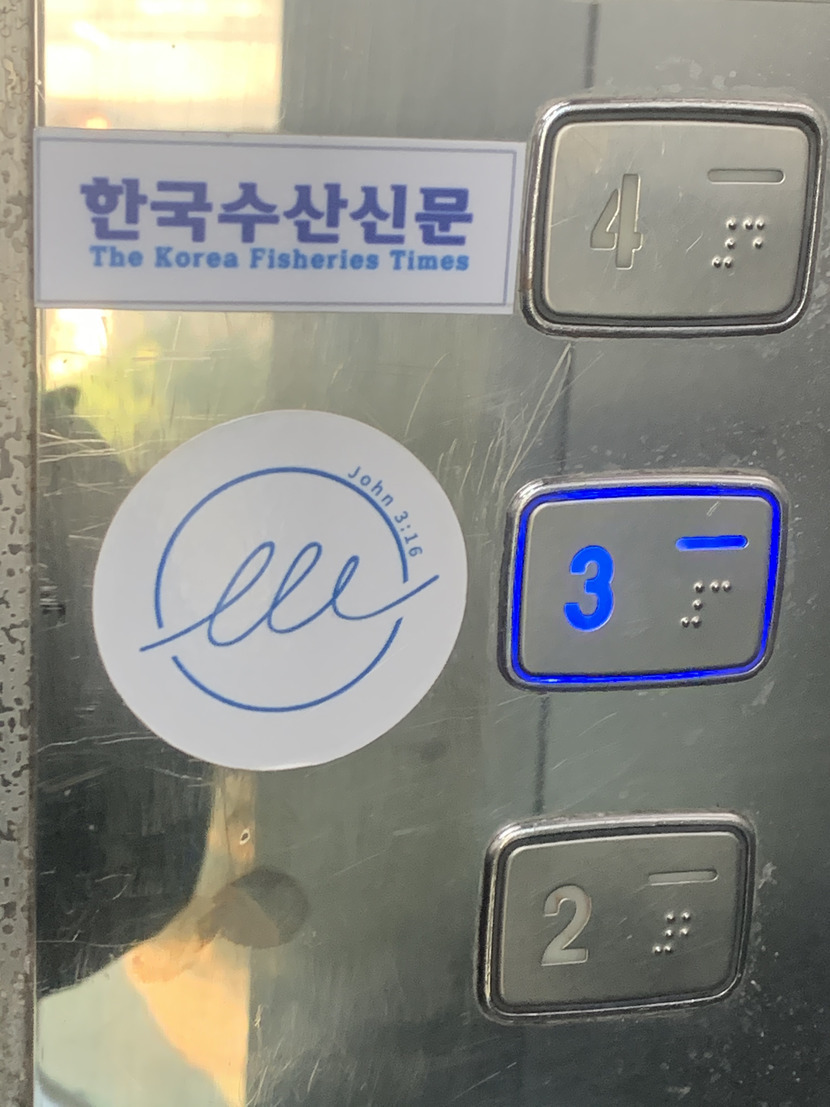 한국수산신문
The Korea Fisheries Times
4
John 3:16
3
2